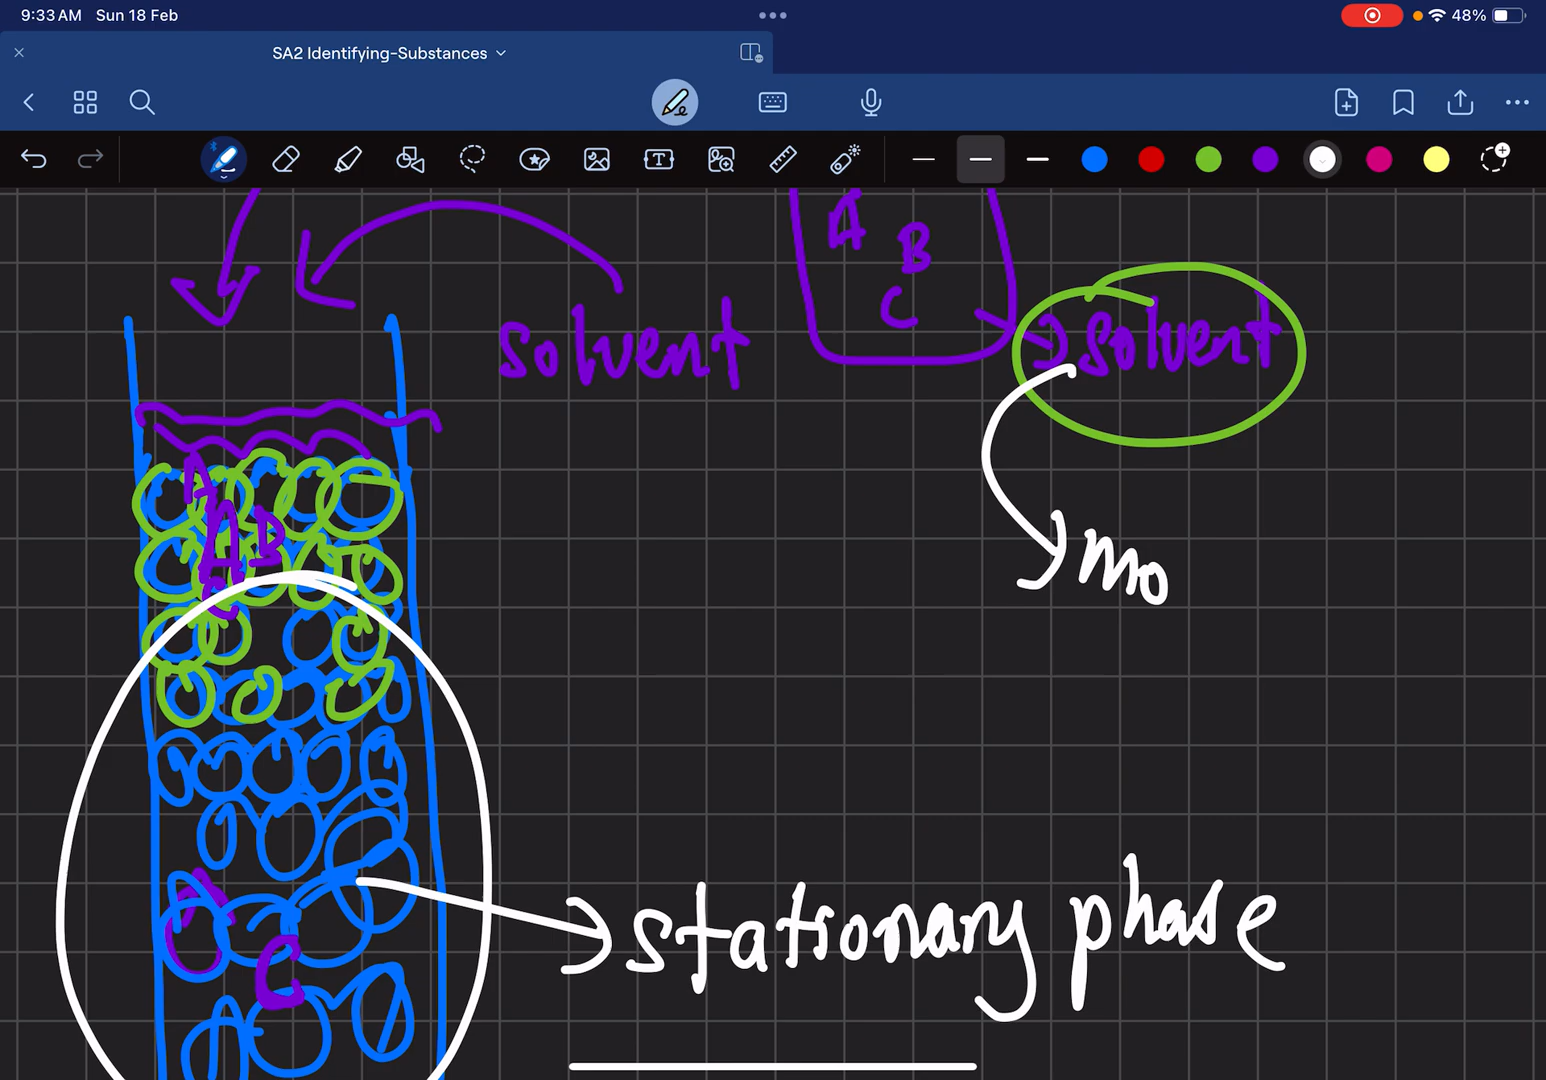 9:33 AM Sun 18 Feb
48%
SA2 Identifying-Substances
T
A
B
C
solvent
solvent
A
A B
C
mo
stationary phase
C